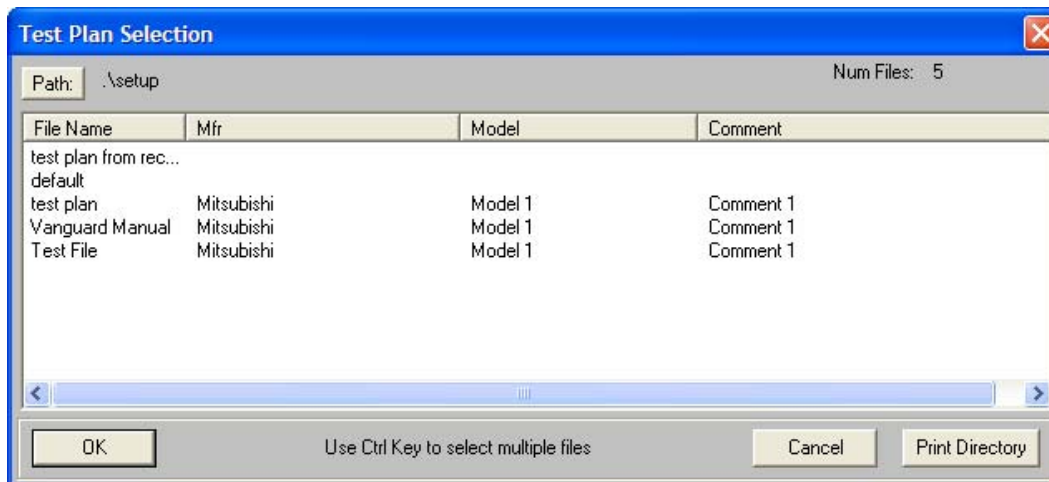 Test Plan Selection
Path: .\setup Num Files: 5
File Name Mfr Model Comment
test plan from rec...
default
test plan Mitsubishi Model 1 Comment 1
Vanguard Manual Mitsubishi Model 1 Comment 1
Test File Mitsubishi Model 1 Comment 1
OK Use Ctrl Key to select multiple files Cancel Print Directory